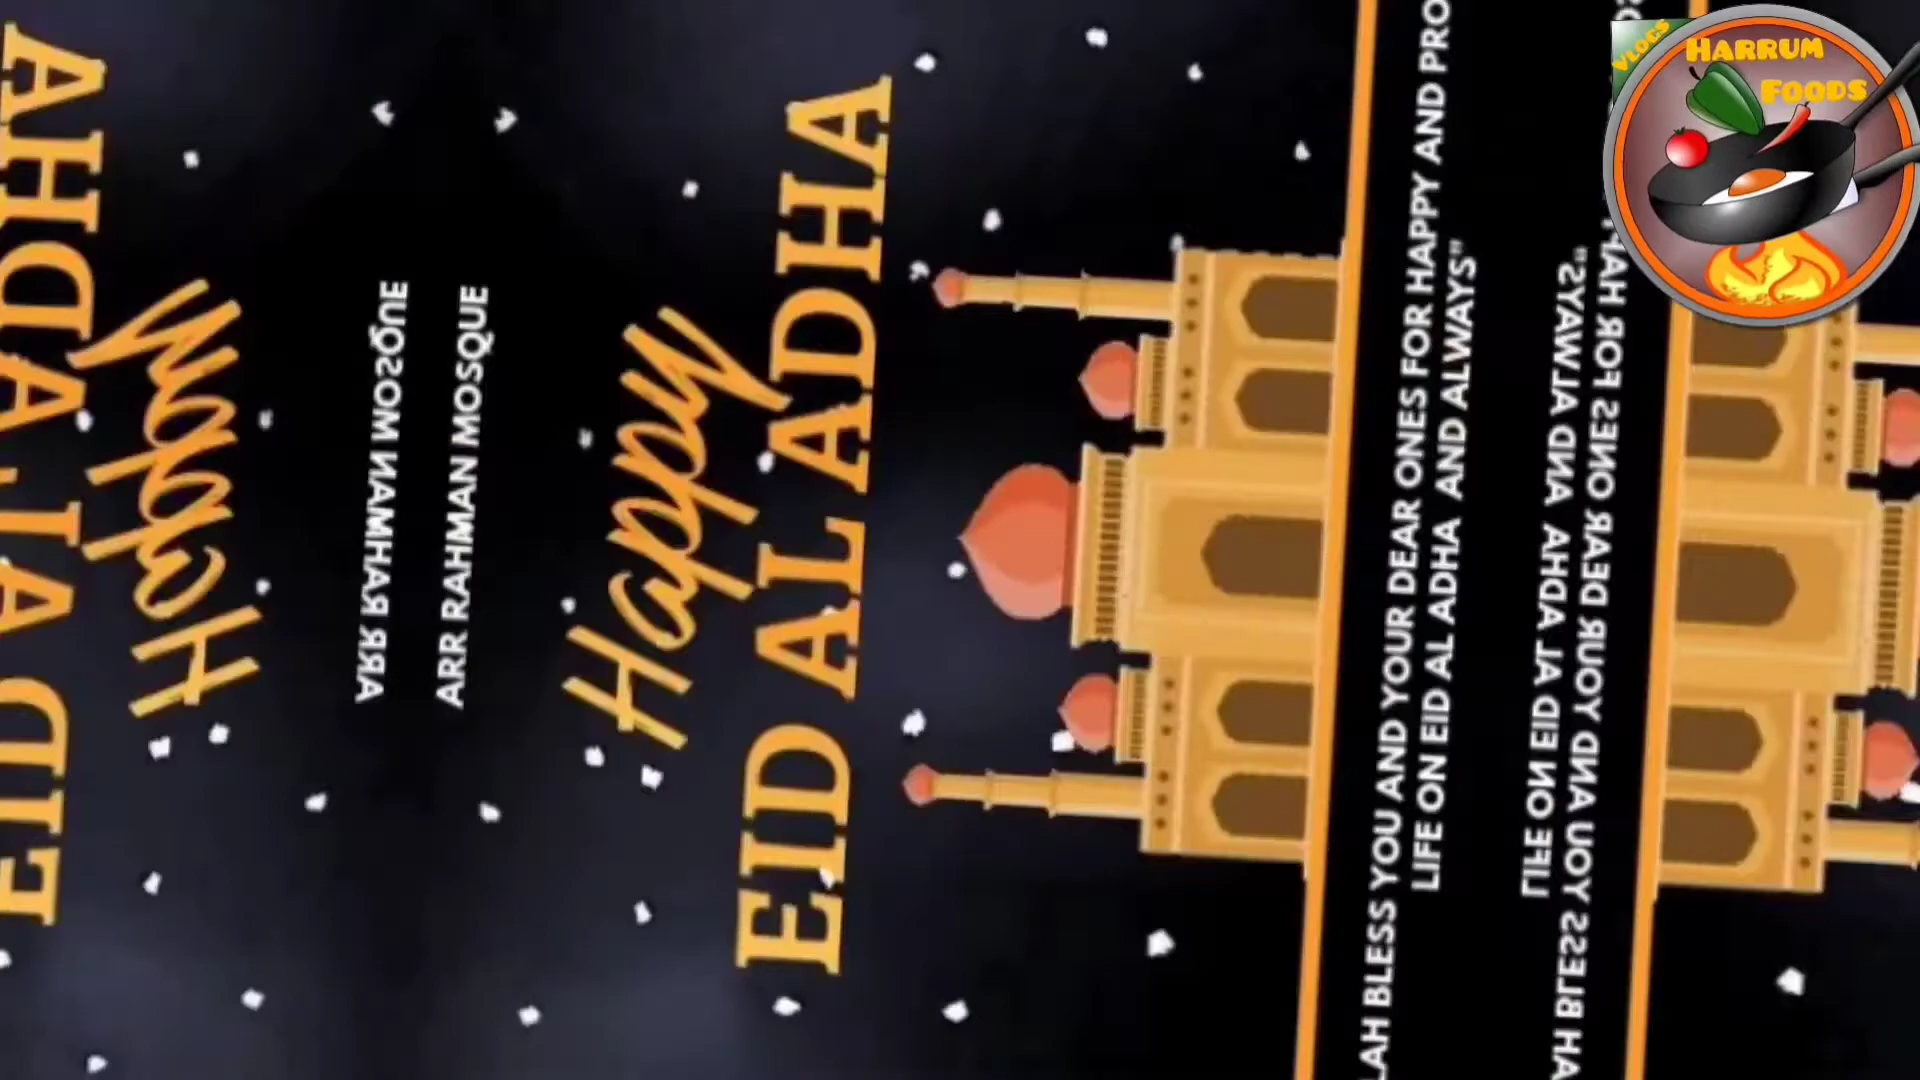 ARR RAHMAN MOSQUE
Happy
EID AL ADHA
LAH BLESS YOU AND YOUR DEAR ONES FOR HAPPY AND PRO
LIFE ON EID AL ADHA AND ALWAYS"
VLOGS
HARRUM
FOODS
ARR RAHMAN MOSQUE
Happy
EID AL ADHA
LIFE ON EID AL ADHA AND ALWAYS"
AH BLESS YOU AND YOUR DEAR ONES FOR HAP